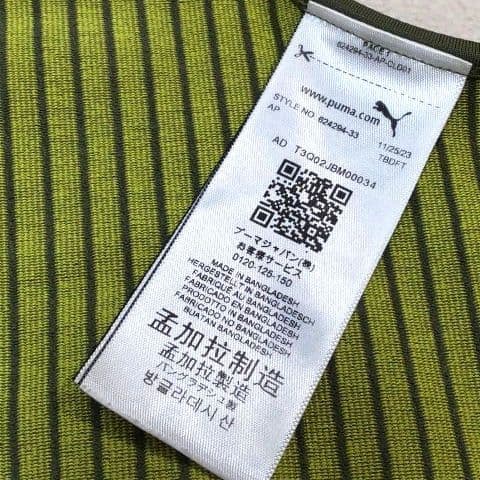 PACE 1
624294-33-AP-CLD01
www.puma.com
STYLE NO. 624294-33
11/25/23
AP
TBDFT
AD T3Q02JBM00034
プーマジャパン(株)
お客様サービス
0120-125-150
MADE IN BANGLADESH
HERGESTELLT IN BANGLADESCH
FABRIQUÉ AU BANGLADESH
FABRICADO EN BANGLADESH
PRODOTTO IN BANGLADESH
FABRICADO NO BANGLADESH
BUATAN BANGLADESH
孟加拉制造
孟加拉製造
バングラデシュ製
방글라데시 산